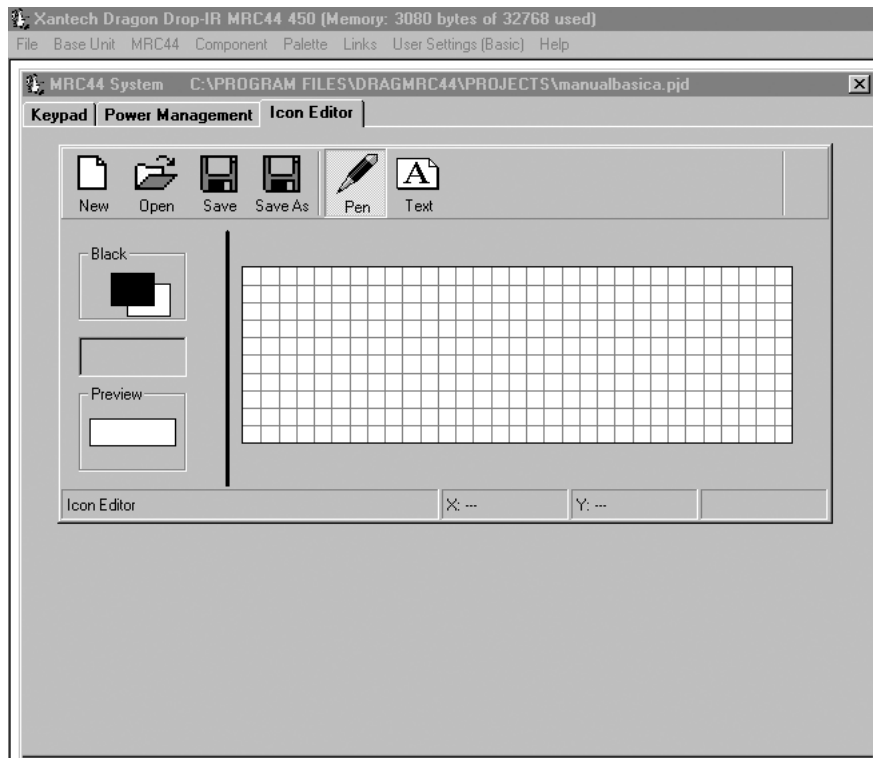 Xantech Dragon Drop-IR MRC44 450 (Memory: 3080 bytes of 32768 used)
File Base Unit MRC44 Component Palette Links User Settings (Basic) Help
MRC44 System C:\PROGRAM FILES\DRAGMRC44\PROJECTS\manualbasica.pjd
Keypad Power Management Icon Editor
New Open Save Save As Pen Text
Black
Preview
Icon Editor X: --- Y: ---